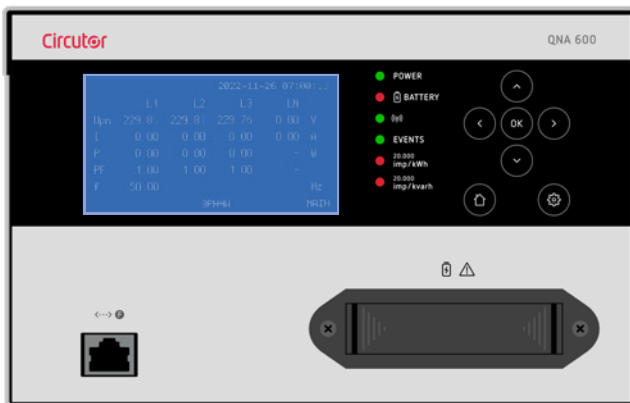 Circutor
QNA 600
2022-11-26 07:00
L1 L2 L3 LN
Upn 229.8 229.8 229.76 0.00 V
I 0.00 0.00 0.00 0.00 A
P 0.00 0.00 0.00 - W
PF 1.00 1.00 1.00 -
F 50.00 Hz
3P4W MAIN
POWER
BATTERY
EVENTS
20.000
imp/kWh
20.000
imp/kvarh
OK